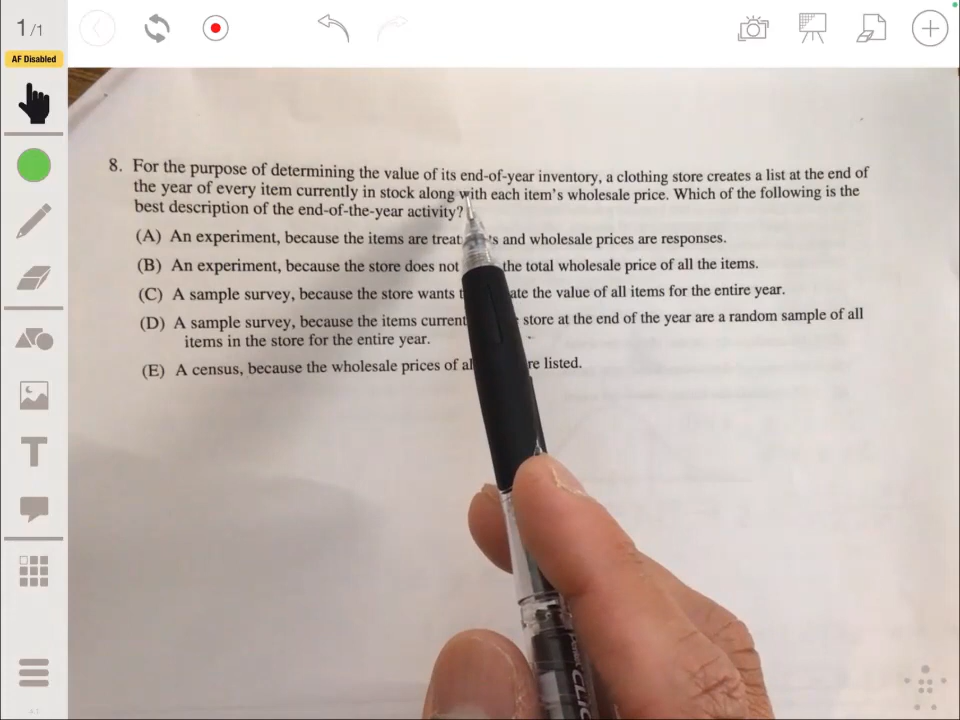 1/1
AF Disabled
8. For the purpose of determining the value of its end-of-year inventory, a clothing store creates a list at the end of
the year of every item currently in stock along with each item's wholesale price. Which of the following is the
best description of the end-of-the-year activity?
(A) An experiment, because the items are treat s and wholesale prices are responses.
(B) An experiment, because the store does not the total wholesale price of all the items.
(C) A sample survey, because the store wants t ate the value of all items for the entire year.
(D) A sample survey, because the items current store at the end of the year are a random sample of all
items in the store for the entire year.
(E) A census, because the wholesale prices of al re listed.
T
CLIC